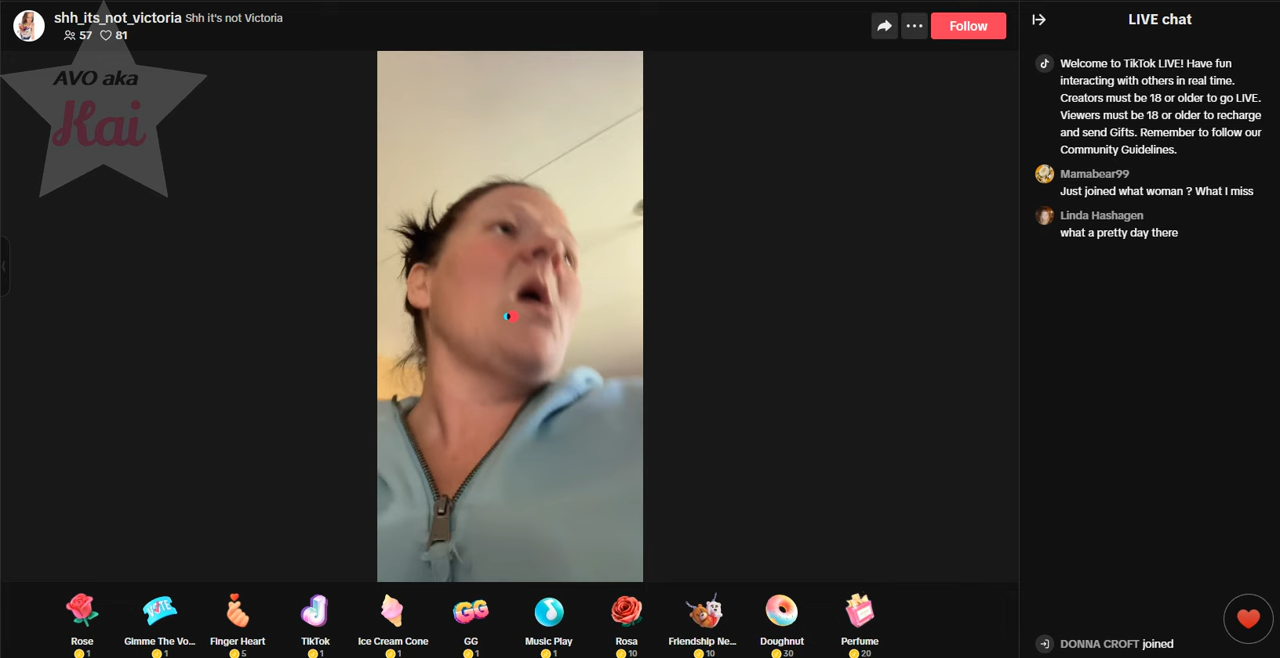 shh_its_not_victoria Shh it's not Victoria
57 81
Follow
AVO aka
Kai
LIVE chat
Welcome to TikTok LIVE! Have fun
interacting with others in real time.
Creators must be 18 or older to go LIVE.
Viewers must be 18 or older to recharge
and send Gifts. Remember to follow our
Community Guidelines.
Mamabear99
Just joined what woman ? What I miss
Linda Hashagen
what a pretty day there
GG
Rose Gimme The Vo... Finger Heart TikTok Ice Cream Cone GG Music Play Rosa Friendship Ne... Doughnut Perfume
1 1 5 1 1 1 1 10 10 30 20
DONNA CROFT joined